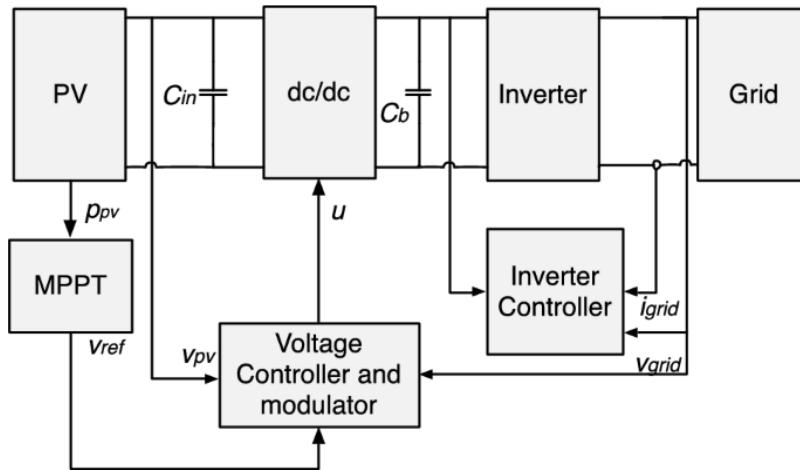 PV
Cin
dc/dc
Cb
Inverter
Grid
ppv
u
MPPT
Inverter
Controller
igrid
vref
vpv
Voltage
Controller and
modulator
vgrid